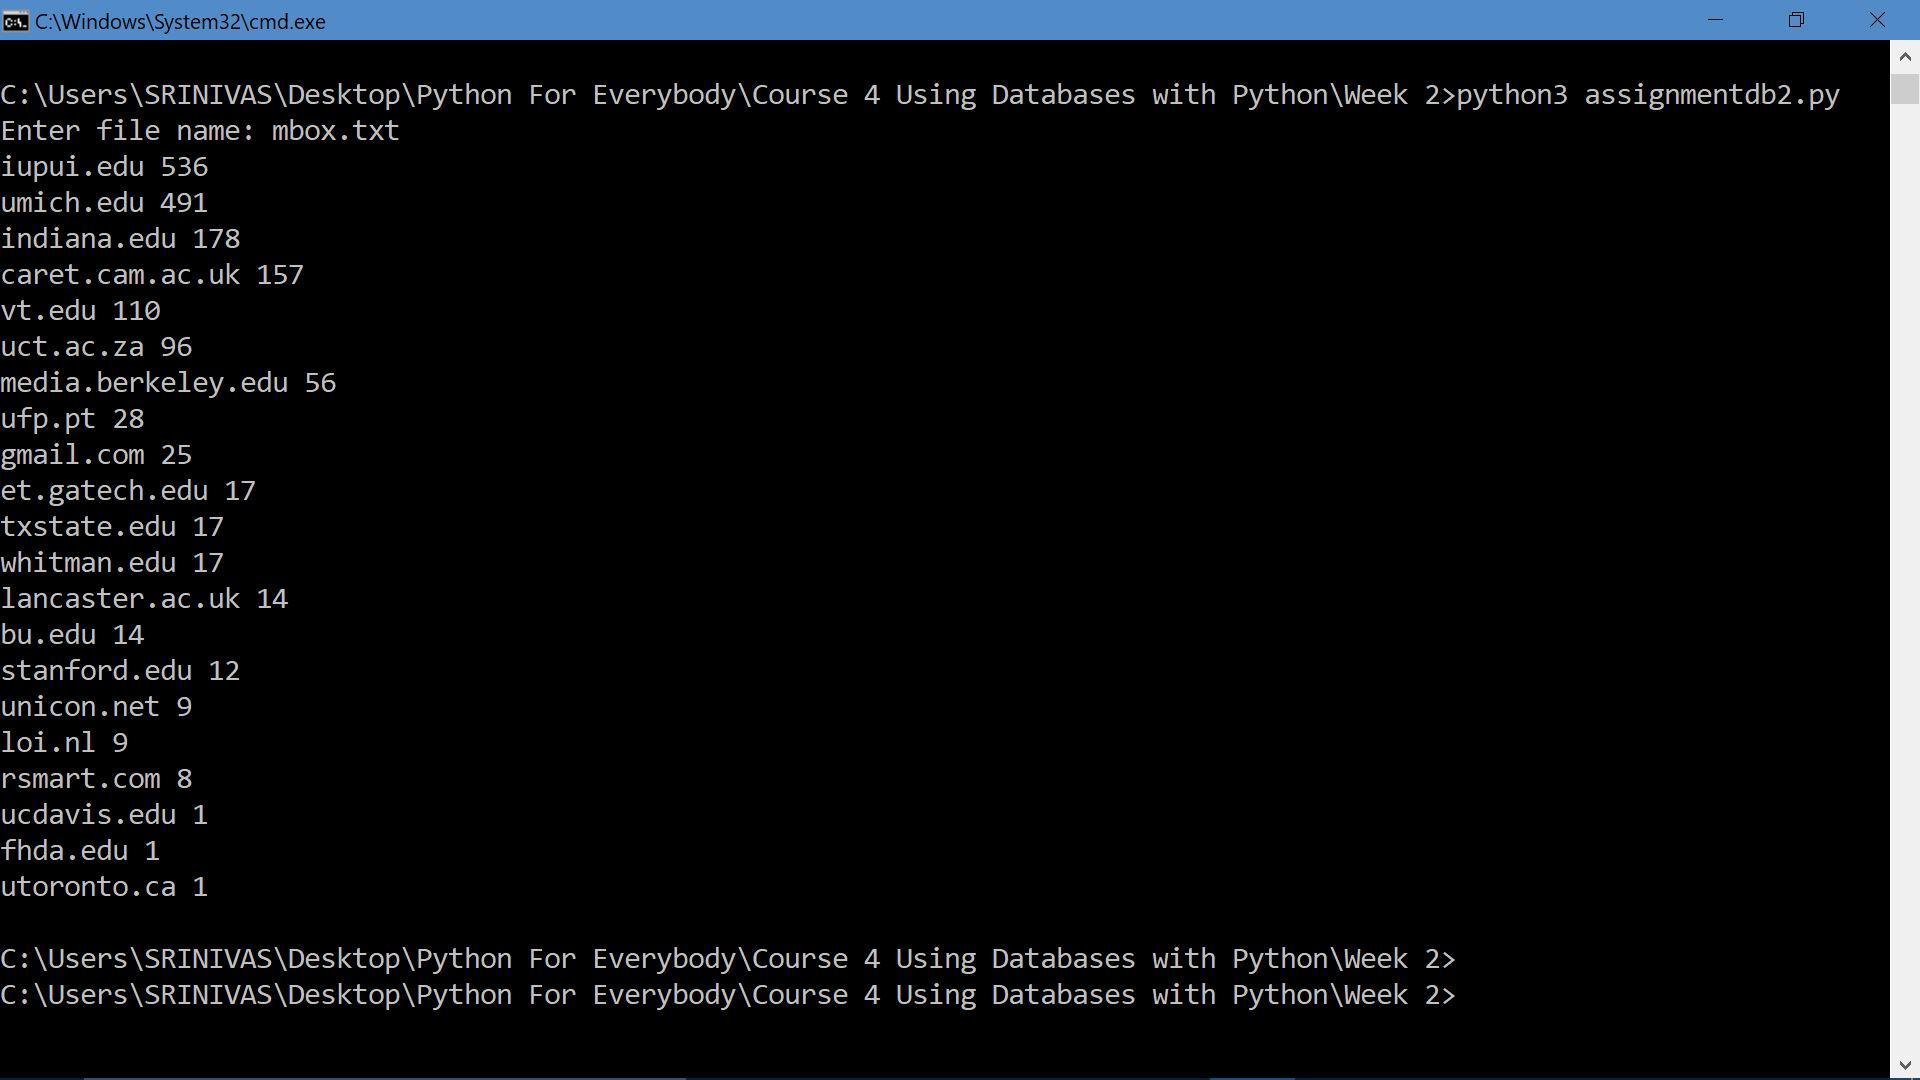 C:\Windows\System32\cmd.exe
C:\Users\SRINIVAS\Desktop\Python For Everybody\Course 4 Using Databases with Python\Week 2>python3 assignmentdb2.py
Enter file name: mbox.txt
iupui.edu 536
umich.edu 491
indiana.edu 178
caret.cam.ac.uk 157
vt.edu 110
uct.ac.za 96
media.berkeley.edu 56
ufp.pt 28
gmail.com 25
et.gatech.edu 17
txstate.edu 17
whitman.edu 17
lancaster.ac.uk 14
bu.edu 14
stanford.edu 12
unicon.net 9
loi.nl 9
rsmart.com 8
ucdavis.edu 1
fhda.edu 1
utoronto.ca 1
C:\Users\SRINIVAS\Desktop\Python For Everybody\Course 4 Using Databases with Python\Week 2>
C:\Users\SRINIVAS\Desktop\Python For Everybody\Course 4 Using Databases with Python\Week 2>